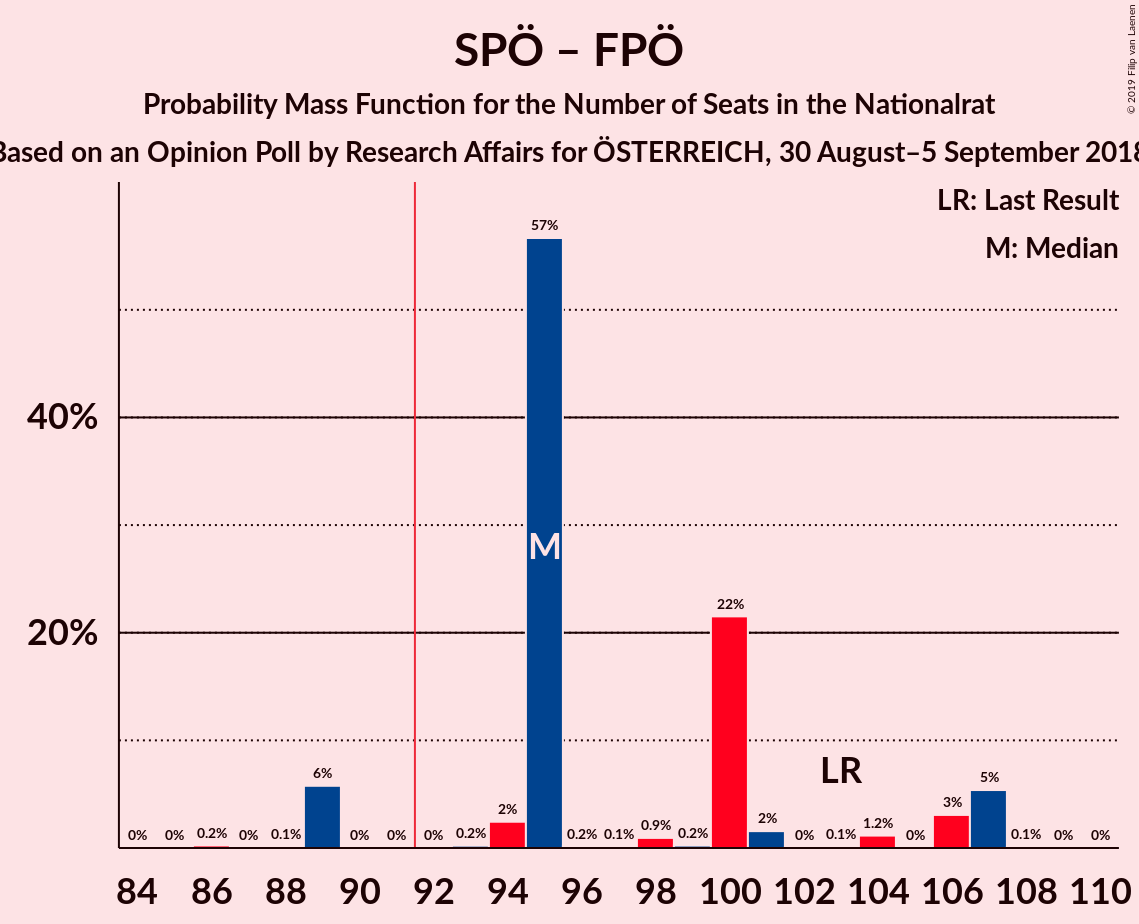 SPÖ – FPÖ
Probability Mass Function for the Number of Seats in the Nationalrat
Based on an Opinion Poll by Research Affairs for ÖSTERREICH, 30 August–5 September 2018
© 2019 Filip van Laenen
LR: Last Result
M: Median
57%
40%
M
22%
20%
LR
0% 0% 0.2% 0% 0.1% 6% 0% 0% 0% 0.2% 2% 0.2% 0.1% 0.9% 0.2% 2% 0% 0.1% 1.2% 0% 3% 5% 0.1% 0% 0%
84 86 88 90 92 94 96 98 100 102 104 106 108 110